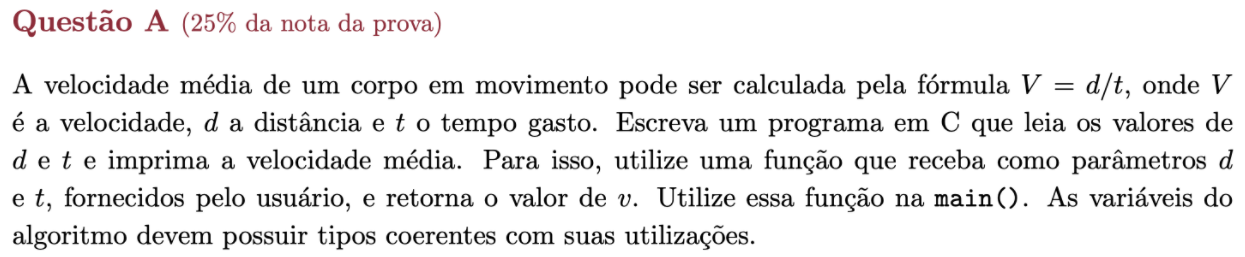 Questão A (25% da nota da prova)
A velocidade média de um corpo em movimento pode ser calculada pela fórmula V = d/t, onde V
é a velocidade, d a distância e t o tempo gasto. Escreva um programa em C que leia os valores de
d e t e imprima a velocidade média. Para isso, utilize uma função que receba como parâmetros d
e t, fornecidos pelo usuário, e retorna o valor de v. Utilize essa função na main(). As variáveis do
algoritmo devem possuir tipos coerentes com suas utilizações.